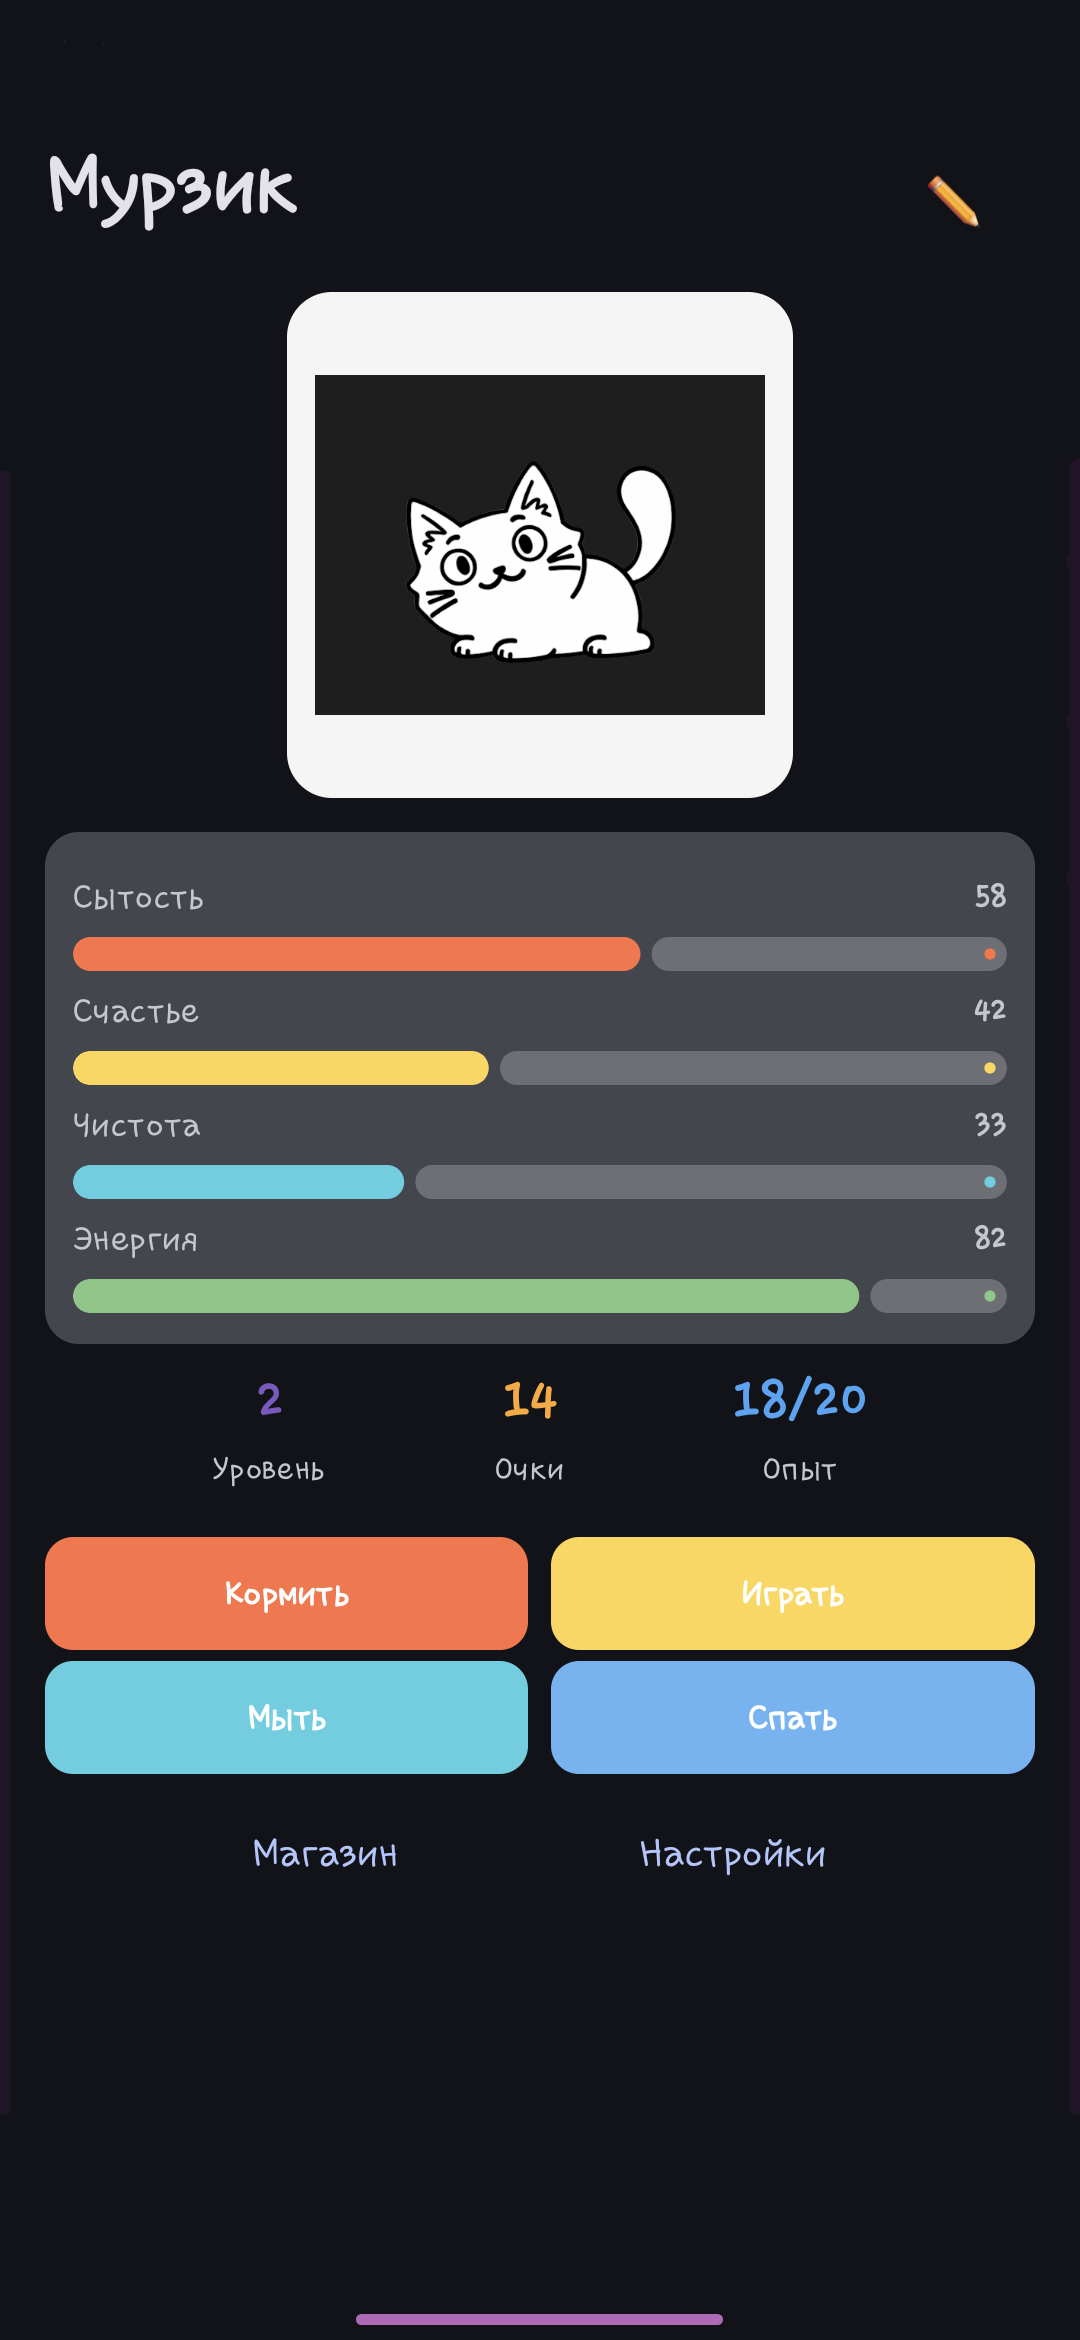 Мурзик
Сытость 58
Счастье 42
Чистота 33
Энергия 82
2 14 18/20
Уровень Очки Опыт
Кормить Играть
Мыть Спать
Магазин Настройки